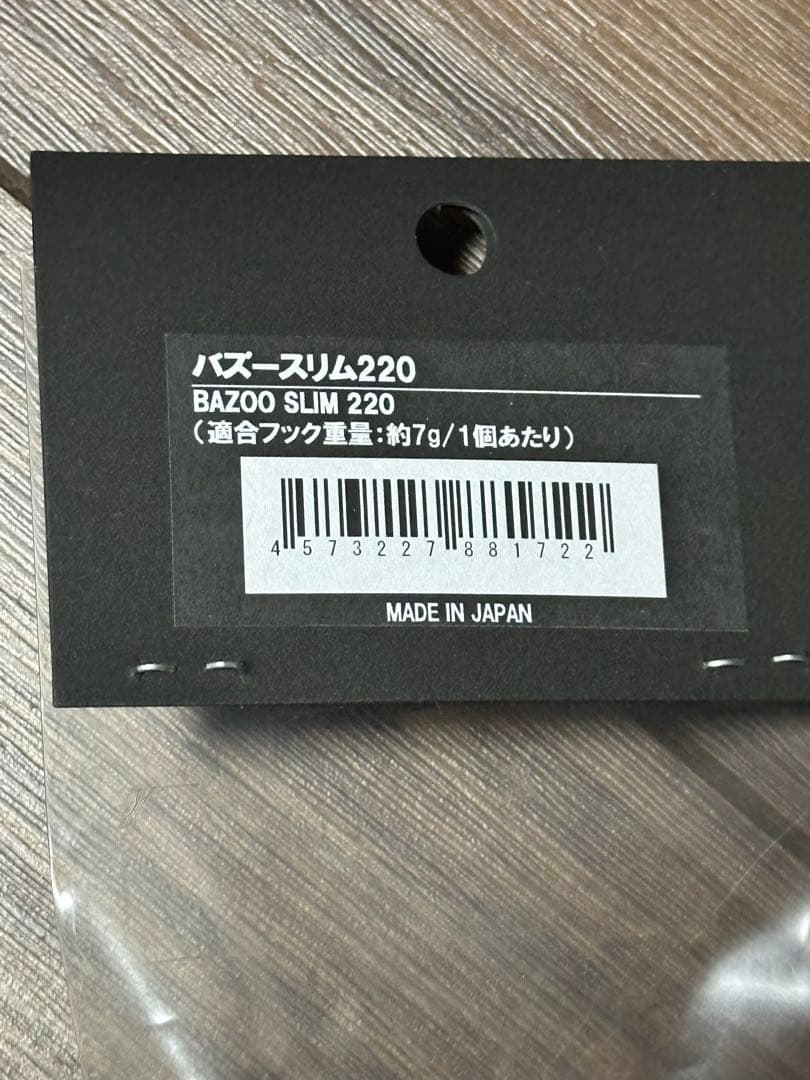 バズースリム220
BAZOO SLIM 220
(適合フック重量:約7g/1個あたり)
4573227881722
MADE IN JAPAN